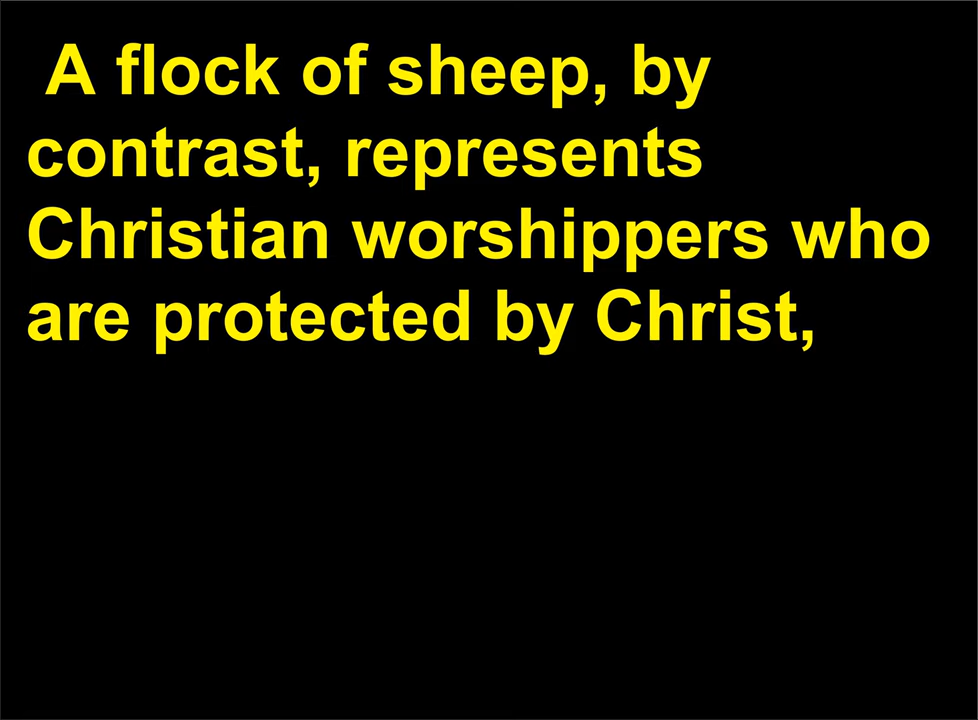 A flock of sheep, by
contrast, represents
Christian worshippers who
are protected by Christ,